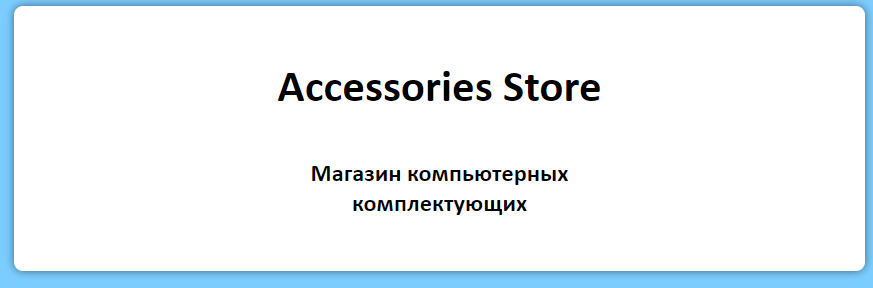 Accessories Store
Магазин компьютерных
комплектующих